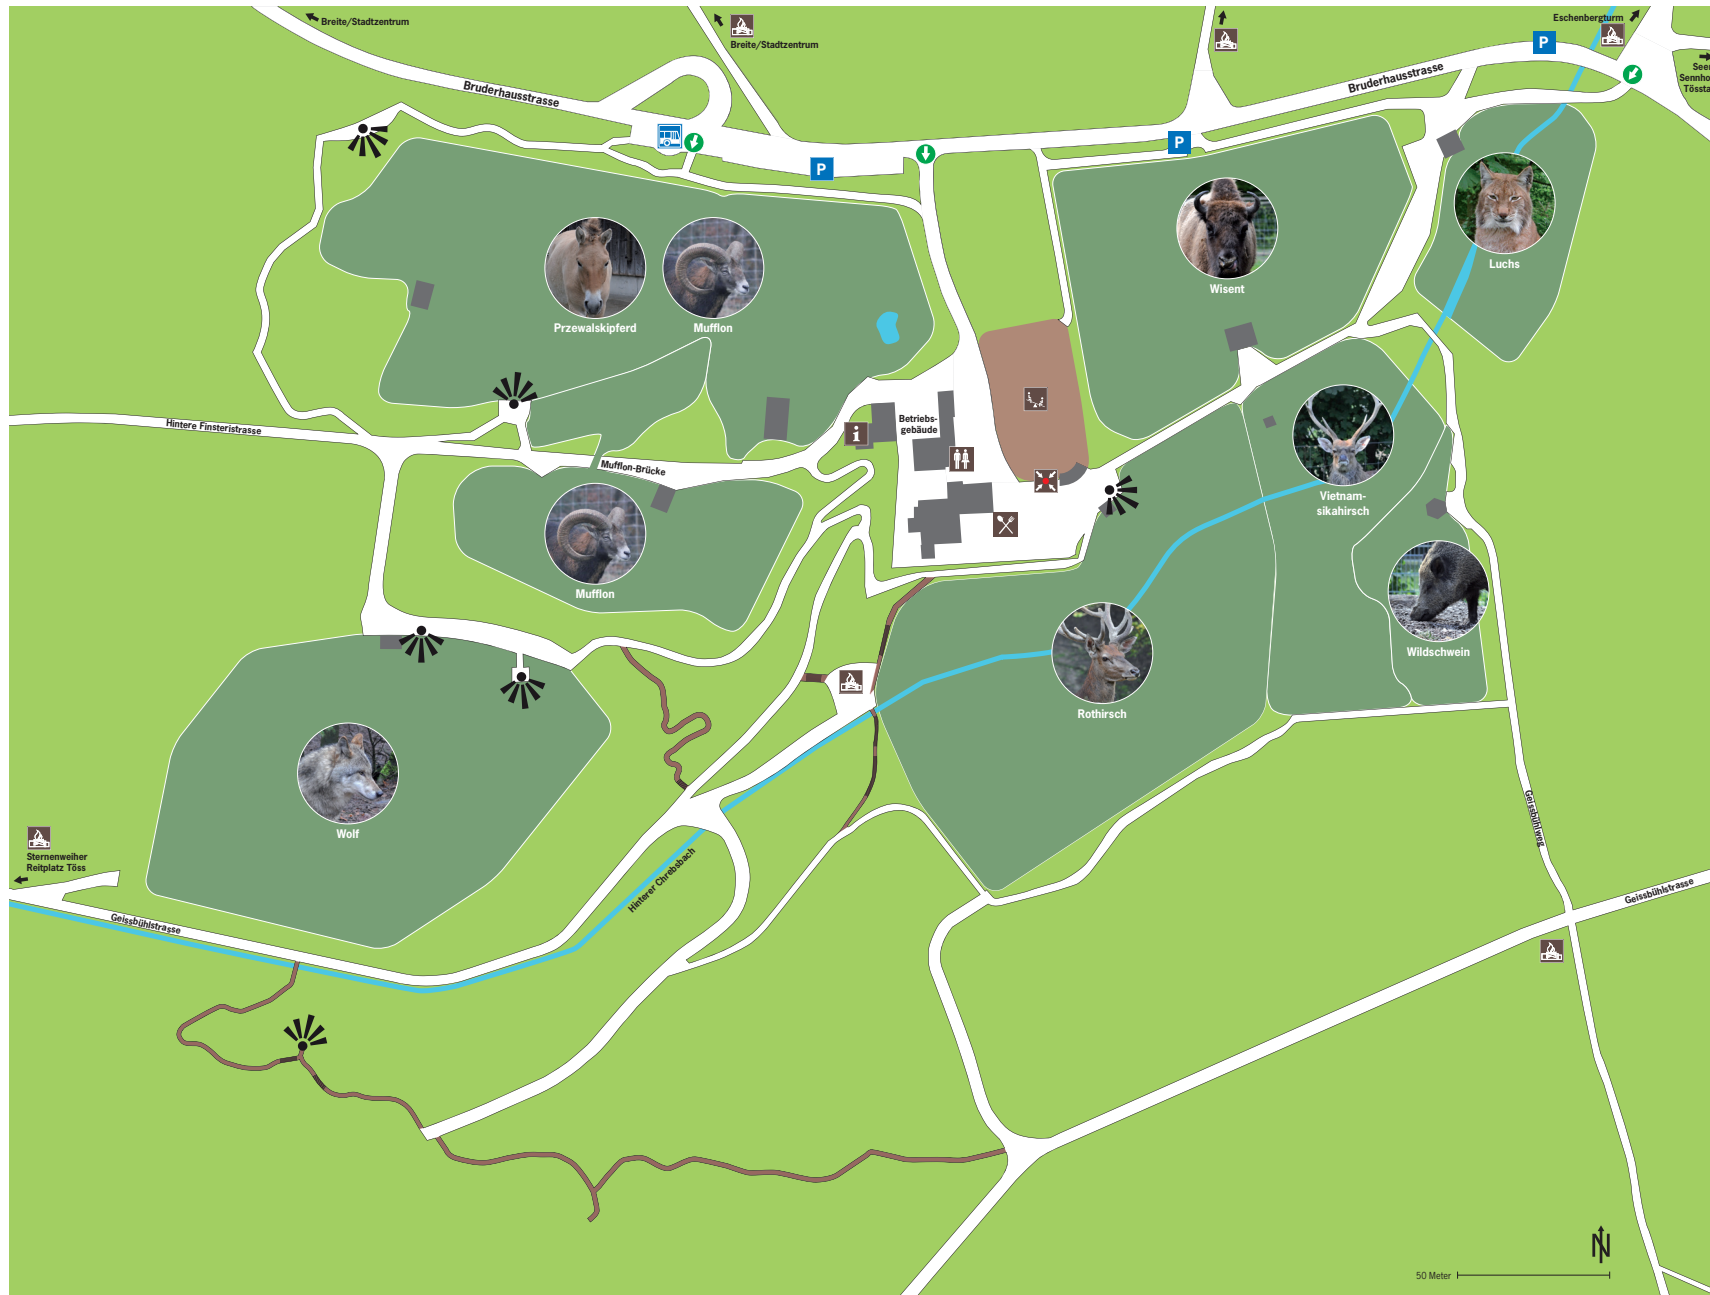 Breite/Stadtzentrum
Breite/Stadtzentrum
Eschenbergturm
P
Bruderhausstrasse
Bruderhausstrasse
P
P
Luchs
Wisent
Przewalskipferd
Mufflon
Betriebs-
gebäude
i
Hintere Finsteristrasse
Mufflon-Brücke
Vietnam-
sikahirsch
Mufflon
Wildschwein
Rothirsch
Wolf
Sternenweiher
Reitplatz Töss
Hinterer Chrebsbach
Geissbühlweg
Geissbühlstrasse
Geissbühlstrasse
N
50 Meter